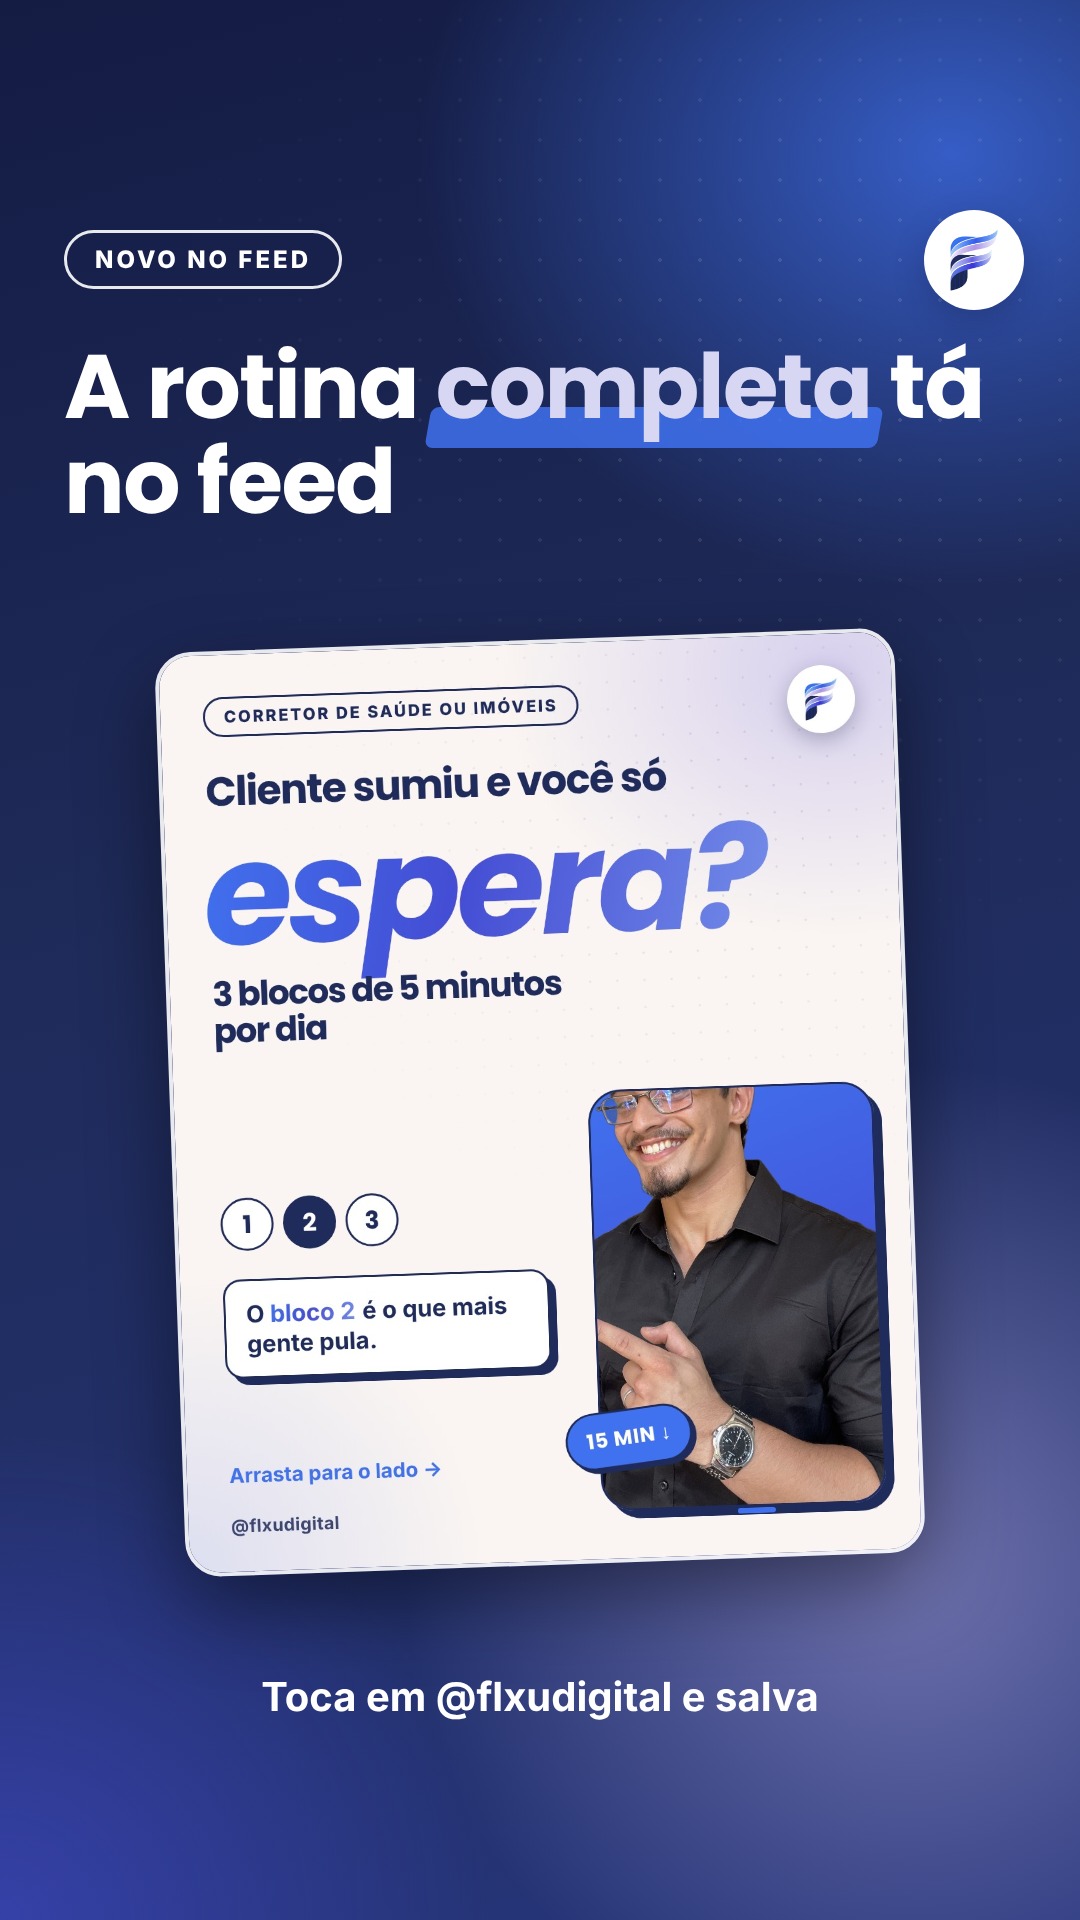 NOVO NO FEED
A rotina completa tá
no feed
CORRETOR DE SAÚDE OU IMÓVEIS
Cliente sumiu e você só
espera?
3 blocos de 5 minutos
por dia
1 2 3
O bloco 2 é o que mais
gente pula.
15 MIN ↓
Arrasta para o lado →
@flxudigital
Toca em @flxudigital e salva